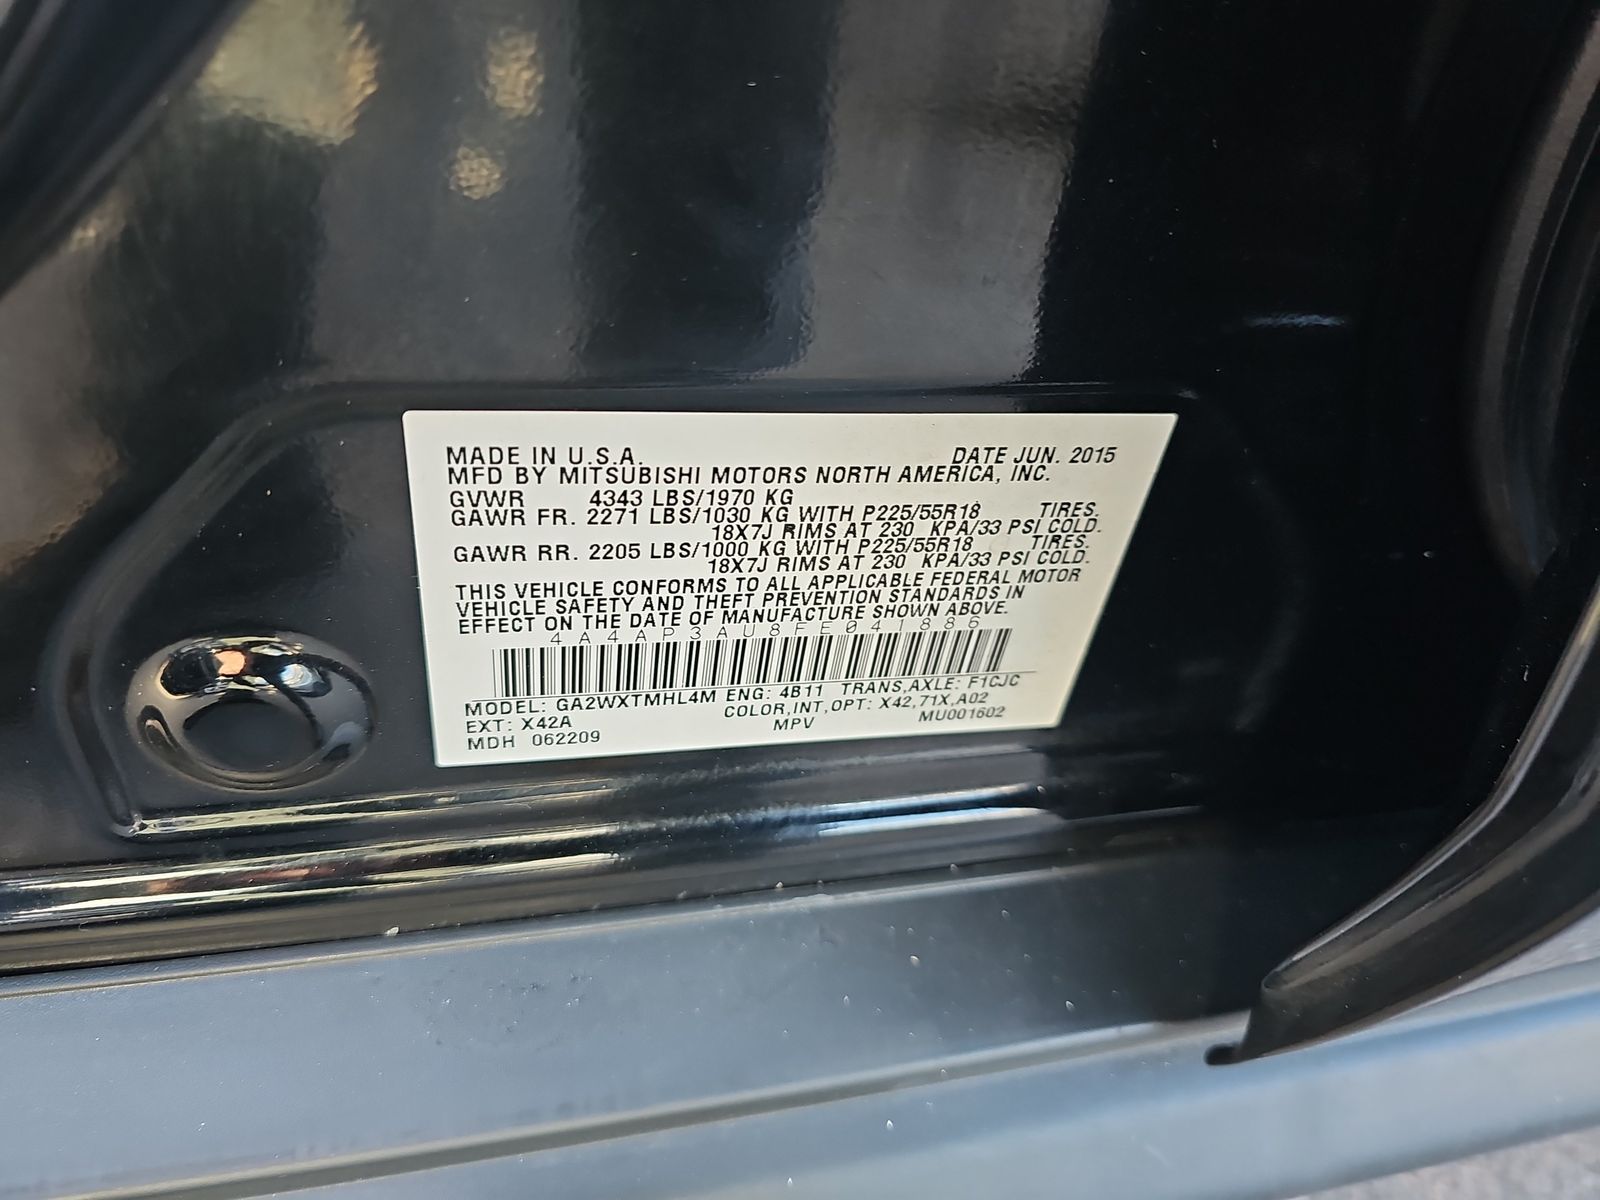 MADE IN U.S.A. DATE JUN. 2015
MFD BY MITSUBISHI MOTORS NORTH AMERICA, INC.
GVWR 4343 LBS/1970 KG
GAWR FR. 2271 LBS/1030 KG WITH P225/55R18 TIRES.
18X7J RIMS AT 230 KPA/33 PSI COLD.
GAWR RR. 2205 LBS/1000 KG WITH P225/55R18 TIRES.
18X7J RIMS AT 230 KPA/33 PSI COLD.
THIS VEHICLE CONFORMS TO ALL APPLICABLE FEDERAL MOTOR
VEHICLE SAFETY AND THEFT PREVENTION STANDARDS IN
EFFECT ON THE DATE OF MANUFACTURE SHOWN ABOVE.
4A4AP3AU8FE041886
MODEL: GA2WXTMHL4M ENG: 4B11 TRANS,AXLE: F1CJC
EXT: X42A COLOR,INT,OPT: X42,71X,A02
MDH 062209 MPV MU001602